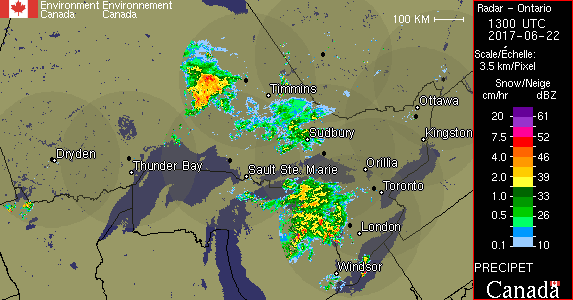 Environment Environnement
Canada Canada
100 KM
Radar - Ontario
1300 UTC
2017-06-22
Scale/Échelle:
3.5 km/Pixel
Snow/Neige
cm/hr dBZ
20 61
7.5 52
4.0 46
2.0 39
1.0 33
0.5 26
0.1 10
PRECIPET
Canada
Timmins
Ottawa
Sudbury
Kingston
Dryden
Thunder Bay
Sault Ste. Marie
Orillia
Toronto
London
Windsor